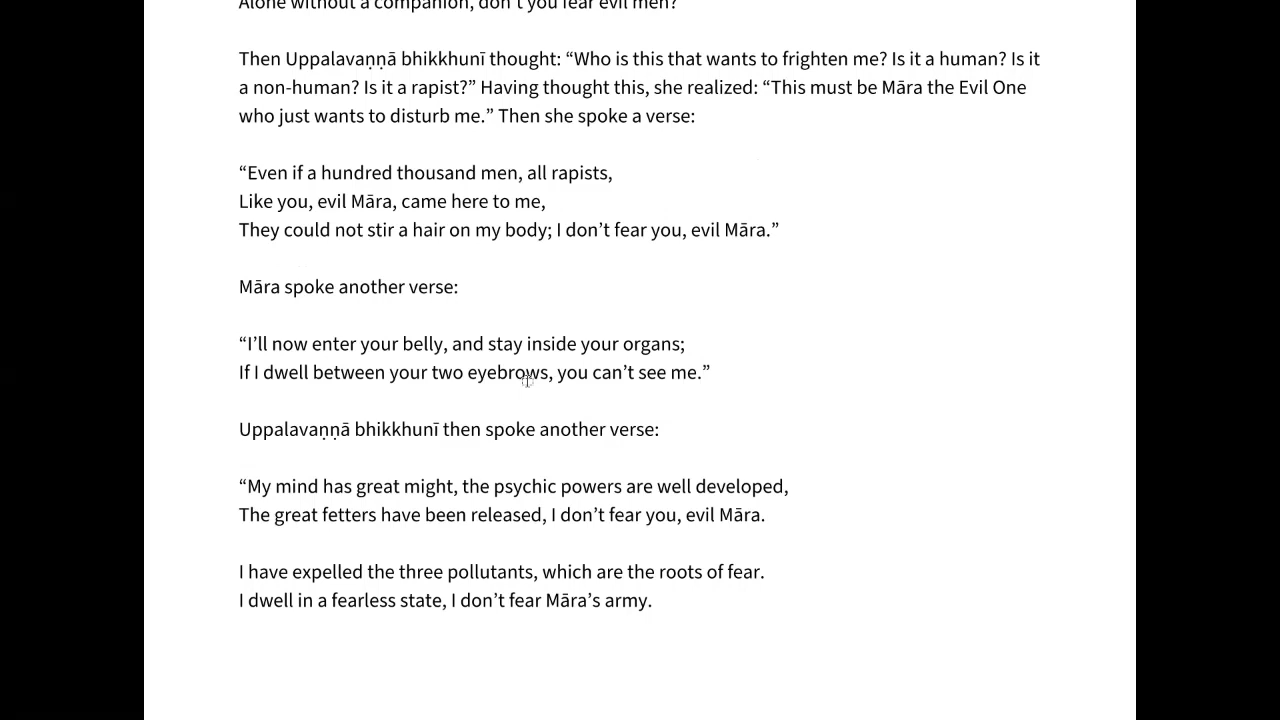 Alone without a companion, don’t you fear evil men?
Then Uppalavaṇṇā bhikkhunī thought: “Who is this that wants to frighten me? Is it a human? Is it
a non-human? Is it a rapist?” Having thought this, she realized: “This must be Māra the Evil One
who just wants to disturb me.” Then she spoke a verse:
“Even if a hundred thousand men, all rapists,
Like you, evil Māra, came here to me,
They could not stir a hair on my body; I don’t fear you, evil Māra.”
Māra spoke another verse:
“I’ll now enter your belly, and stay inside your organs;
If I dwell between your two eyebrows, you can’t see me.”
Uppalavaṇṇā bhikkhunī then spoke another verse:
“My mind has great might, the psychic powers are well developed,
The great fetters have been released, I don’t fear you, evil Māra.
I have expelled the three pollutants, which are the roots of fear.
I dwell in a fearless state, I don’t fear Māra’s army.